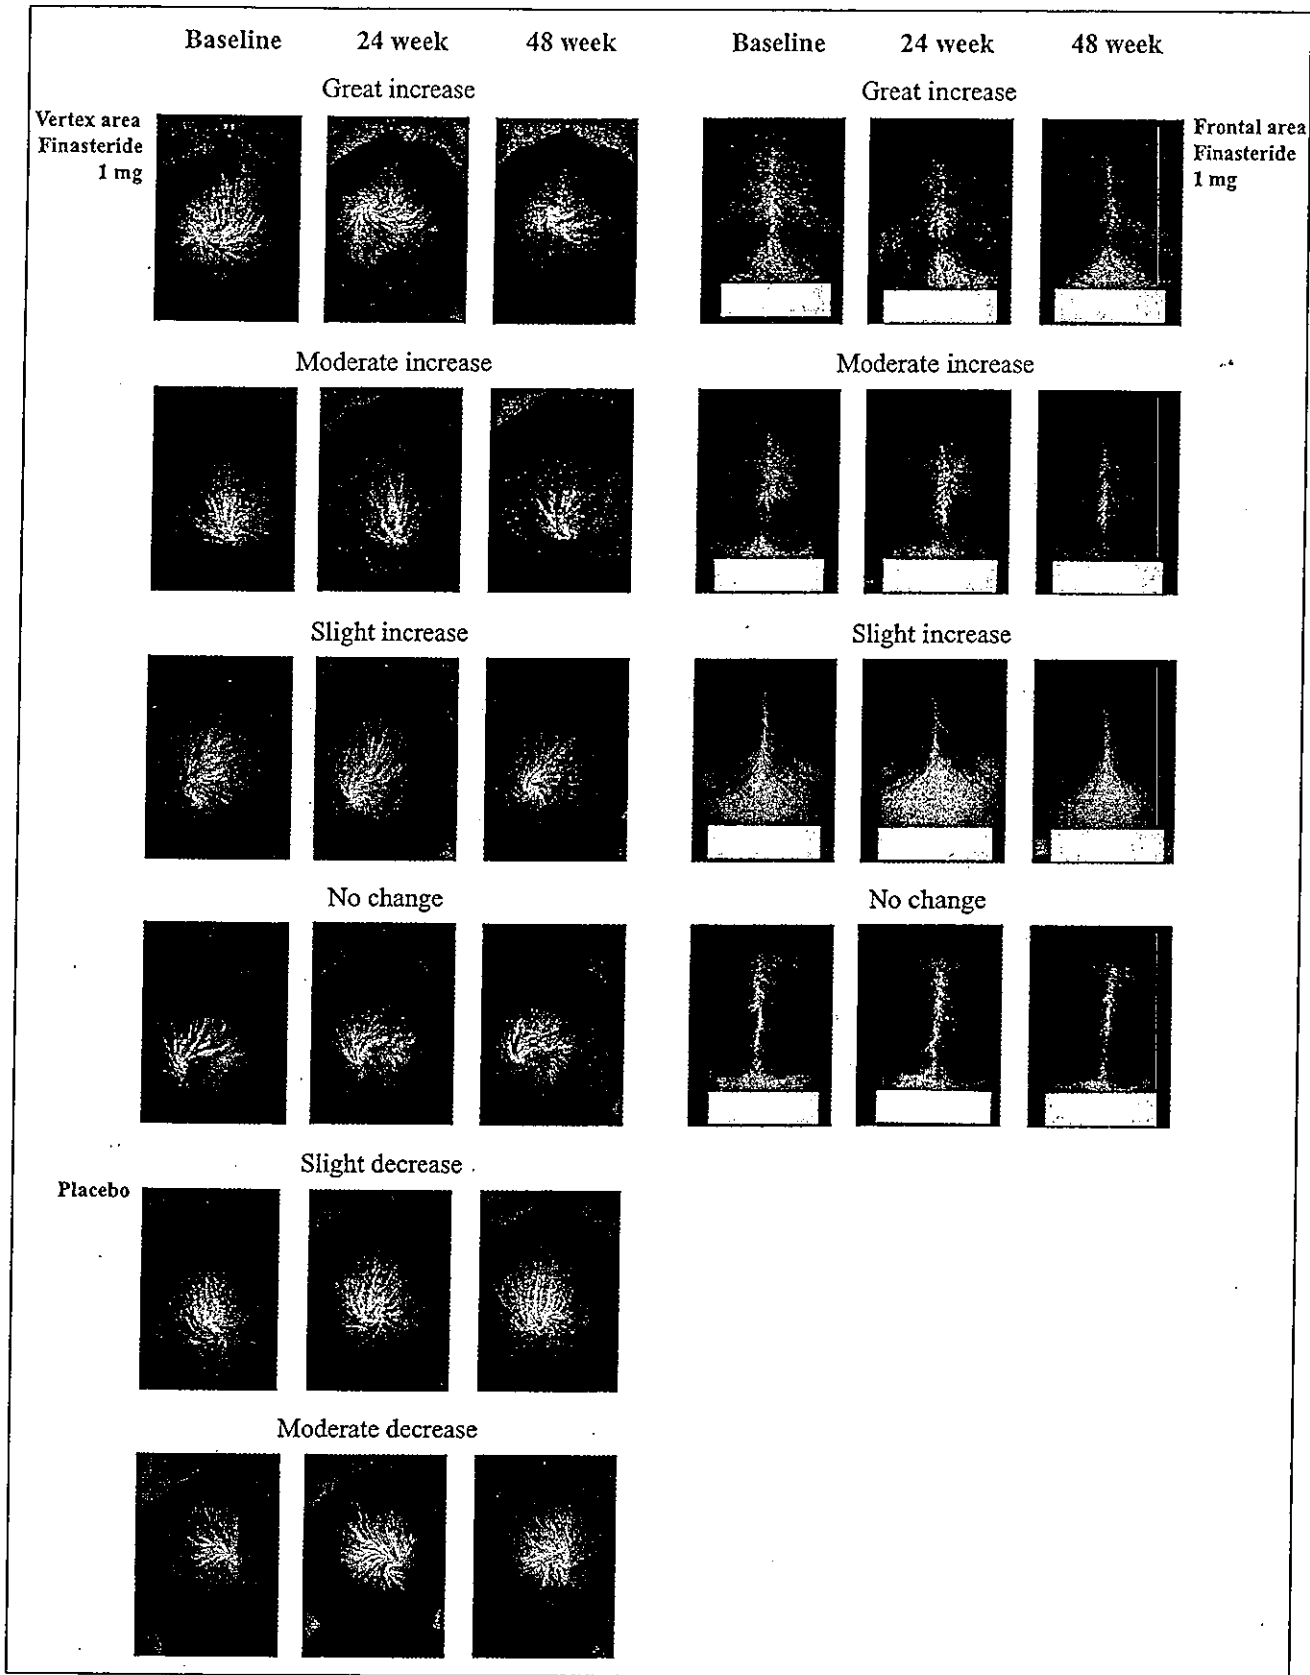 Baseline 24 week 48 week Baseline 24 week 48 week
Great increase Great increase
Vertex area
Finasteride
1 mg
Frontal area
Finasteride
1 mg
Moderate increase Moderate increase
Slight increase Slight increase
No change No change
Slight decrease
Placebo
Moderate decrease